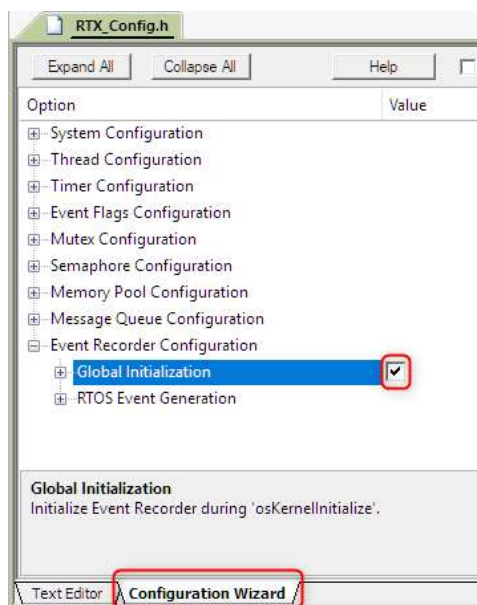 RTX_Config.h
Expand All Collapse All Help
Option Value
System Configuration
Thread Configuration
Timer Configuration
Event Flags Configuration
Mutex Configuration
Semaphore Configuration
Memory Pool Configuration
Message Queue Configuration
Event Recorder Configuration
Global Initialization
RTOS Event Generation
Global Initialization
Initialize Event Recorder during 'osKernelInitialize'.
Text Editor Configuration Wizard